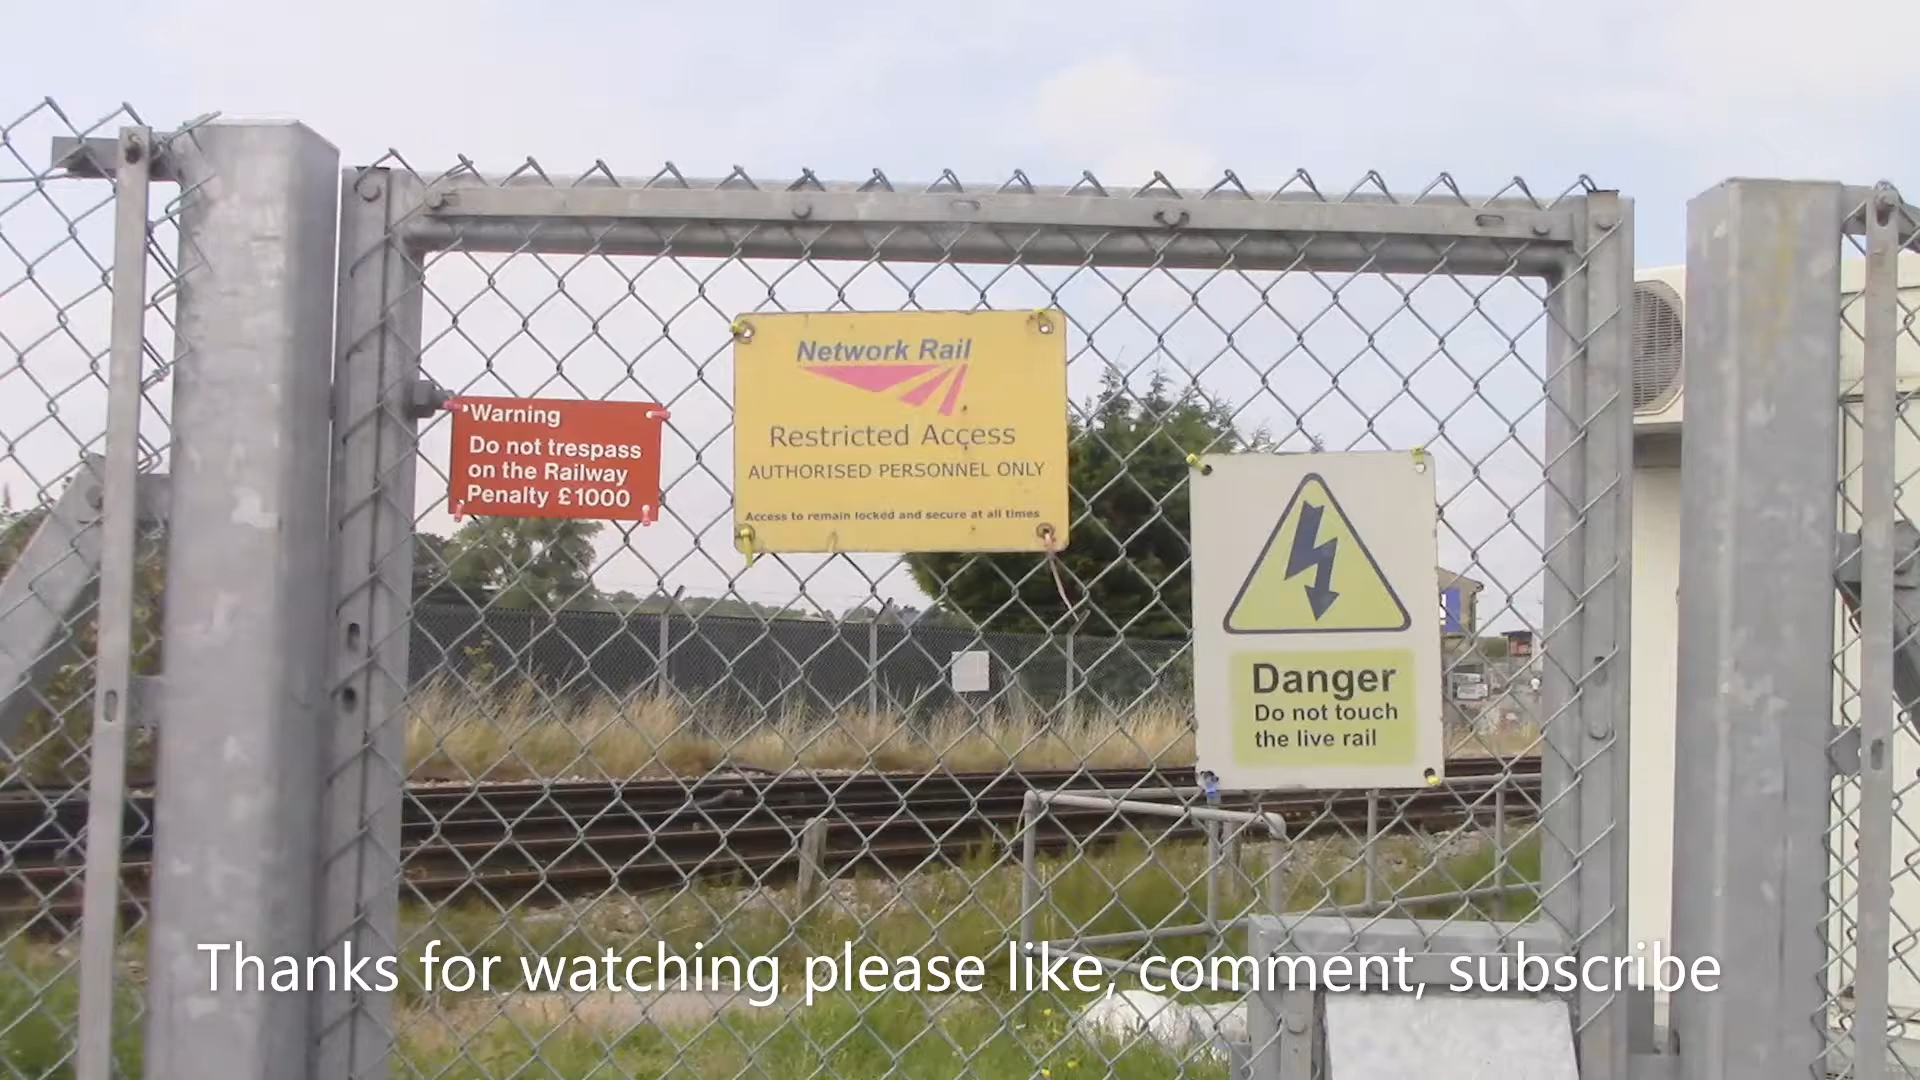 Warning
Do not trespass
on the Railway
Penalty £1000
Network Rail
Restricted Access
AUTHORISED PERSONNEL ONLY
Access to remain locked and secure at all times
Danger
Do not touch
the live rail
Thanks for watching please like, comment, subscribe